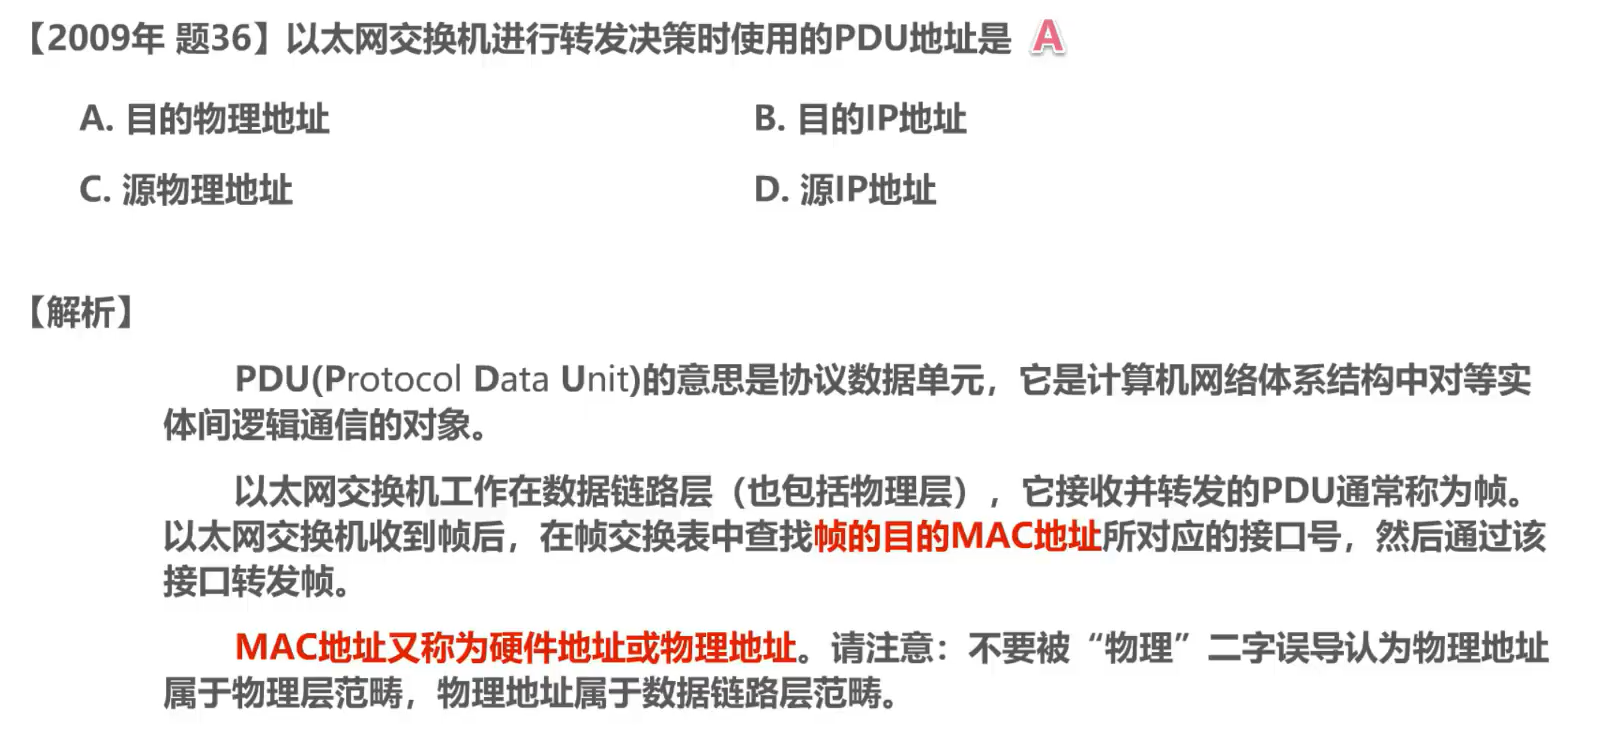 【2009年 题36】以太网交换机进行转发决策时使用的PDU地址是 A
A. 目的物理地址
B. 目的IP地址
C. 源物理地址
D. 源IP地址
【解析】
PDU(Protocol Data Unit)的意思是协议数据单元，它是计算机网络体系结构中对等实
体间逻辑通信的对象。
以太网交换机工作在数据链路层（也包括物理层），它接收并转发的PDU通常称为帧。
以太网交换机收到帧后，在帧交换表中查找帧的目的MAC地址所对应的接口号，然后通过该
接口转发帧。
MAC地址又称为硬件地址或物理地址。请注意：不要被“物理”二字误导认为物理地址
属于物理层范畴，物理地址属于数据链路层范畴。